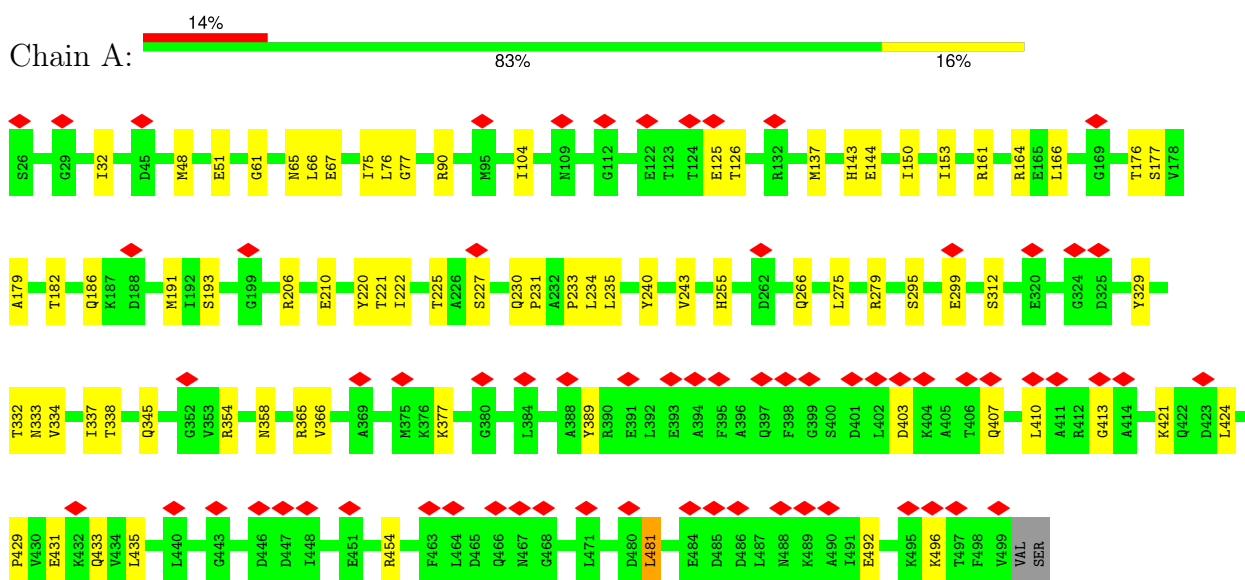 14%
Chain A:
83% 16%
S26 G29 I32 D45 M48 E51 G61 N65 L66 E67 I75 L76 G77 R90 M95 I104 N109 G112 E122 T123 T124 E125 T126 R132 M137 H143 E144 I150 I153 R161 R164 E165 L166 G169 T176 S177 V178
A179 T182 Q186 K187 D188 M191 I192 S193 G199 R206 E210 Y220 T221 I222 T225 A226 S227 Q230 P231 A232 P233 L234 L235 Y240 V243 H255 D262 Q266 L275 R279 S295 E299 S312 E320 G324 D325 Y329
T332 N333 V334 I337 T338 Q345 G352 V353 R354 N358 R365 V366 A369 M375 K376 K377 G380 L384 A388 Y389 R390 E391 L392 E393 A394 F395 A396 Q397 F398 G399 S400 D401 L402 D403 K404 A405 T406 Q407 L410 A411 R412 G413 A414 K421 Q422 D423 L424
P429 V430 E431 K432 Q433 V434 L435 L440 G443 D446 D447 I448 E451 R454 F463 L464 D465 Q466 N467 G468 L471 D480 L481 E484 D485 D486 L487 N488 K489 A490 I491 E492 K495 K496 T497 F498 V499 VAL SER